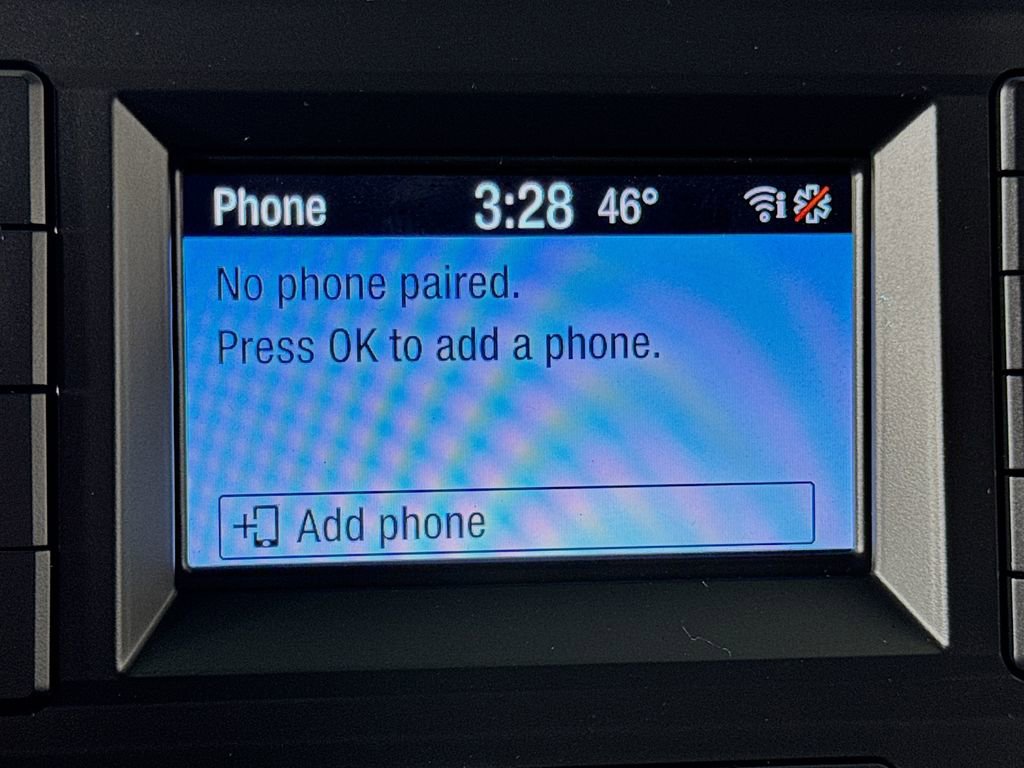 Phone 3:28 46°
No phone paired.
Press OK to add a phone.
Add phone